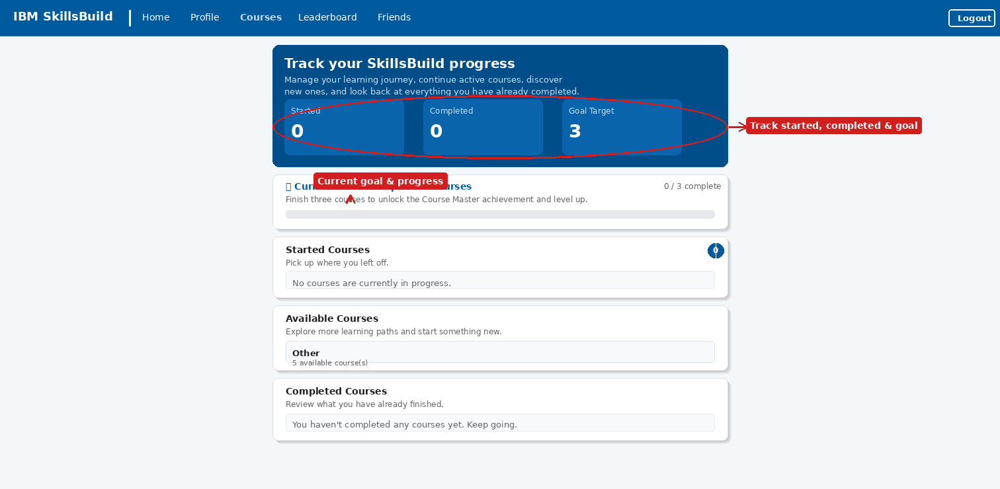 IBM SkillsBuild
Home Profile Courses Leaderboard Friends
Logout
Track your SkillsBuild progress
Manage your learning journey, continue active courses, discover
new ones, and look back at everything you have already completed.
Started
0
Completed
0
Goal Target
3
Track started, completed & goal
Current goal & progress
0 / 3 complete
Finish three courses to unlock the Course Master achievement and level up.
Started Courses
0
Pick up where you left off.
No courses are currently in progress.
Available Courses
Explore more learning paths and start something new.
Other
5 available course(s)
Completed Courses
Review what you have already finished.
You haven't completed any courses yet. Keep going.